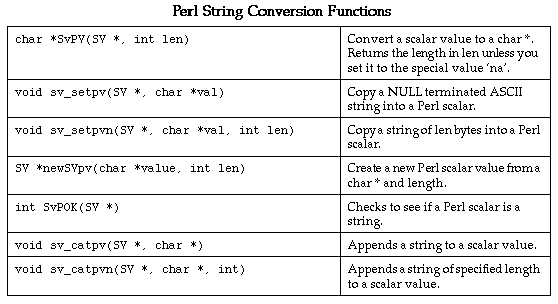 Perl String Conversion Functions
char *SvPV(SV *, int len)
Convert a scalar value to a char *.
Returns the length in len unless you
set it to the special value ‘na’.
void sv_setpv(SV *, char *val)
Copy a NULL terminated ASCII
string into a Perl scalar.
void sv_setpvn(SV *, char *val, int len)
Copy a string of len bytes into a Perl
scalar.
SV *newSVpv(char *value, int len)
Create a new Perl scalar value from a
char * and length.
int SvPOK(SV *)
Checks to see if a Perl scalar is a
string.
void sv_catpv(SV *, char *)
Appends a string to a scalar value.
void sv_catpvn(SV *, char *, int)
Appends a string of specified length
to a scalar value.